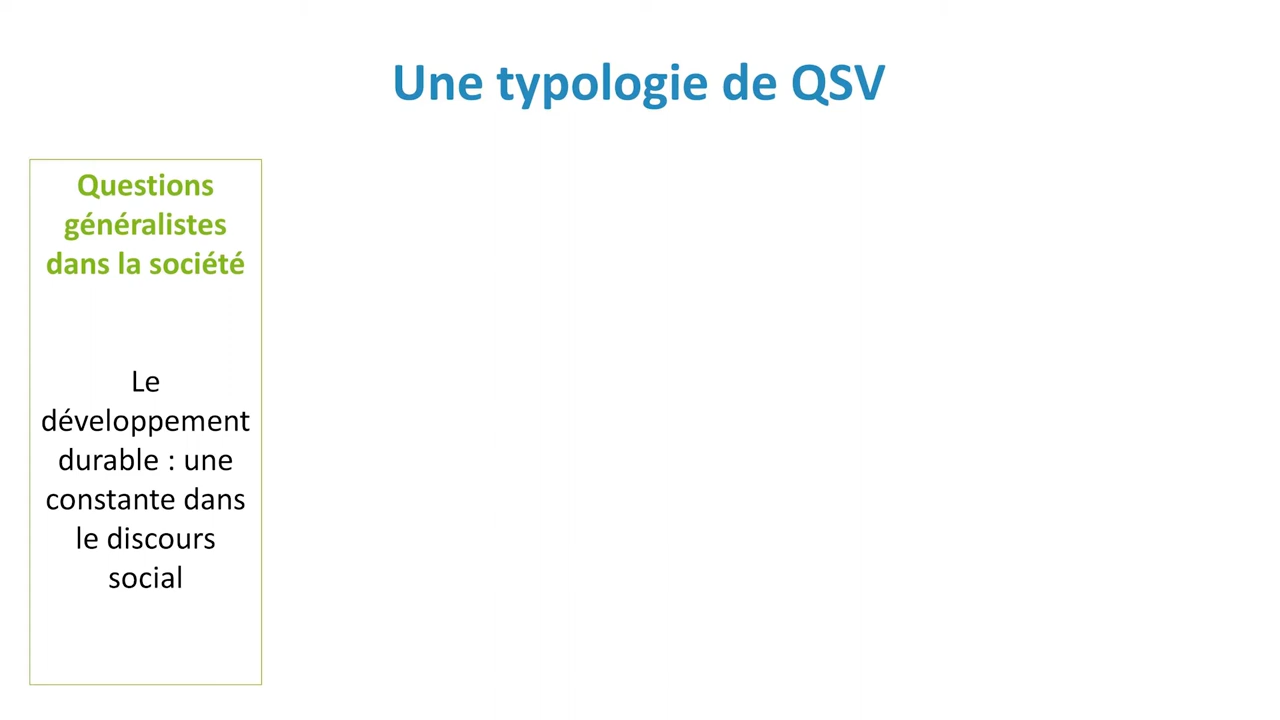 Une typologie de QSV
Questions
généralistes
dans la société
Le
développement
durable : une
constante dans
le discours
social